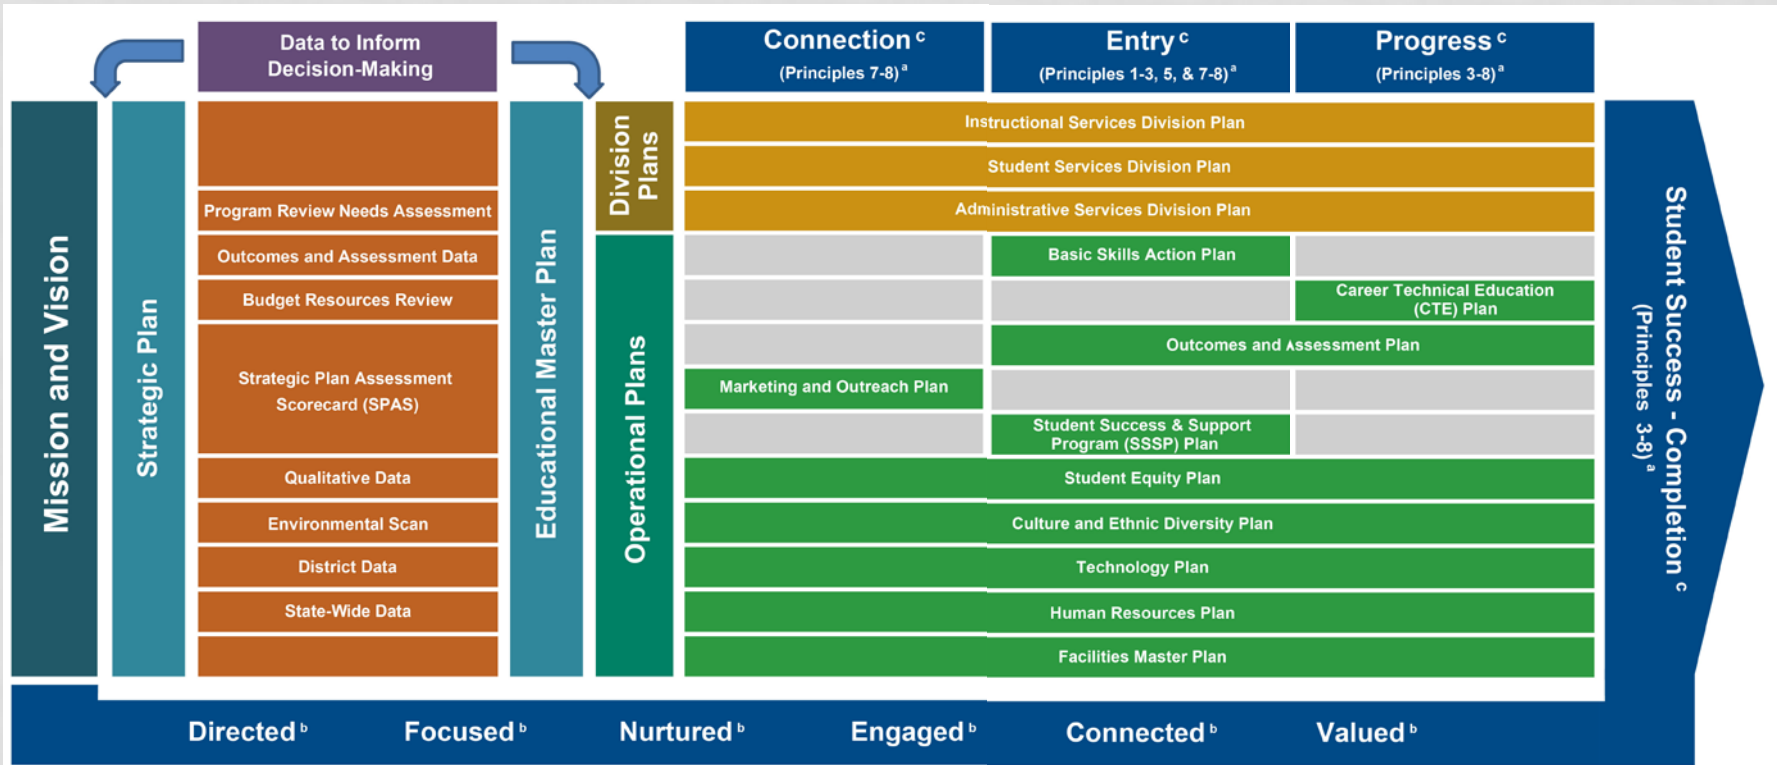 Data to Inform
Decision-Making
Connection c
(Principles 7-8) a
Entry c
(Principles 1-3, 5, & 7-8) a
Progress c
(Principles 3-8) a
Mission and Vision
Strategic Plan
Program Review Needs Assessment
Outcomes and Assessment Data
Budget Resources Review
Strategic Plan Assessment
Scorecard (SPAS)
Qualitative Data
Environmental Scan
District Data
State-Wide Data
Educational Master Plan
Division
Plans
Operational Plans
Instructional Services Division Plan
Student Services Division Plan
Administrative Services Division Plan
Basic Skills Action Plan
Career Technical Education
(CTE) Plan
Outcomes and Assessment Plan
Marketing and Outreach Plan
Student Success & Support
Program (SSSP) Plan
Student Equity Plan
Culture and Ethnic Diversity Plan
Technology Plan
Human Resources Plan
Facilities Master Plan
Student Success - Completion c
(Principles 3-8) a
Directed b
Focused b
Nurtured b
Engaged b
Connected b
Valued b